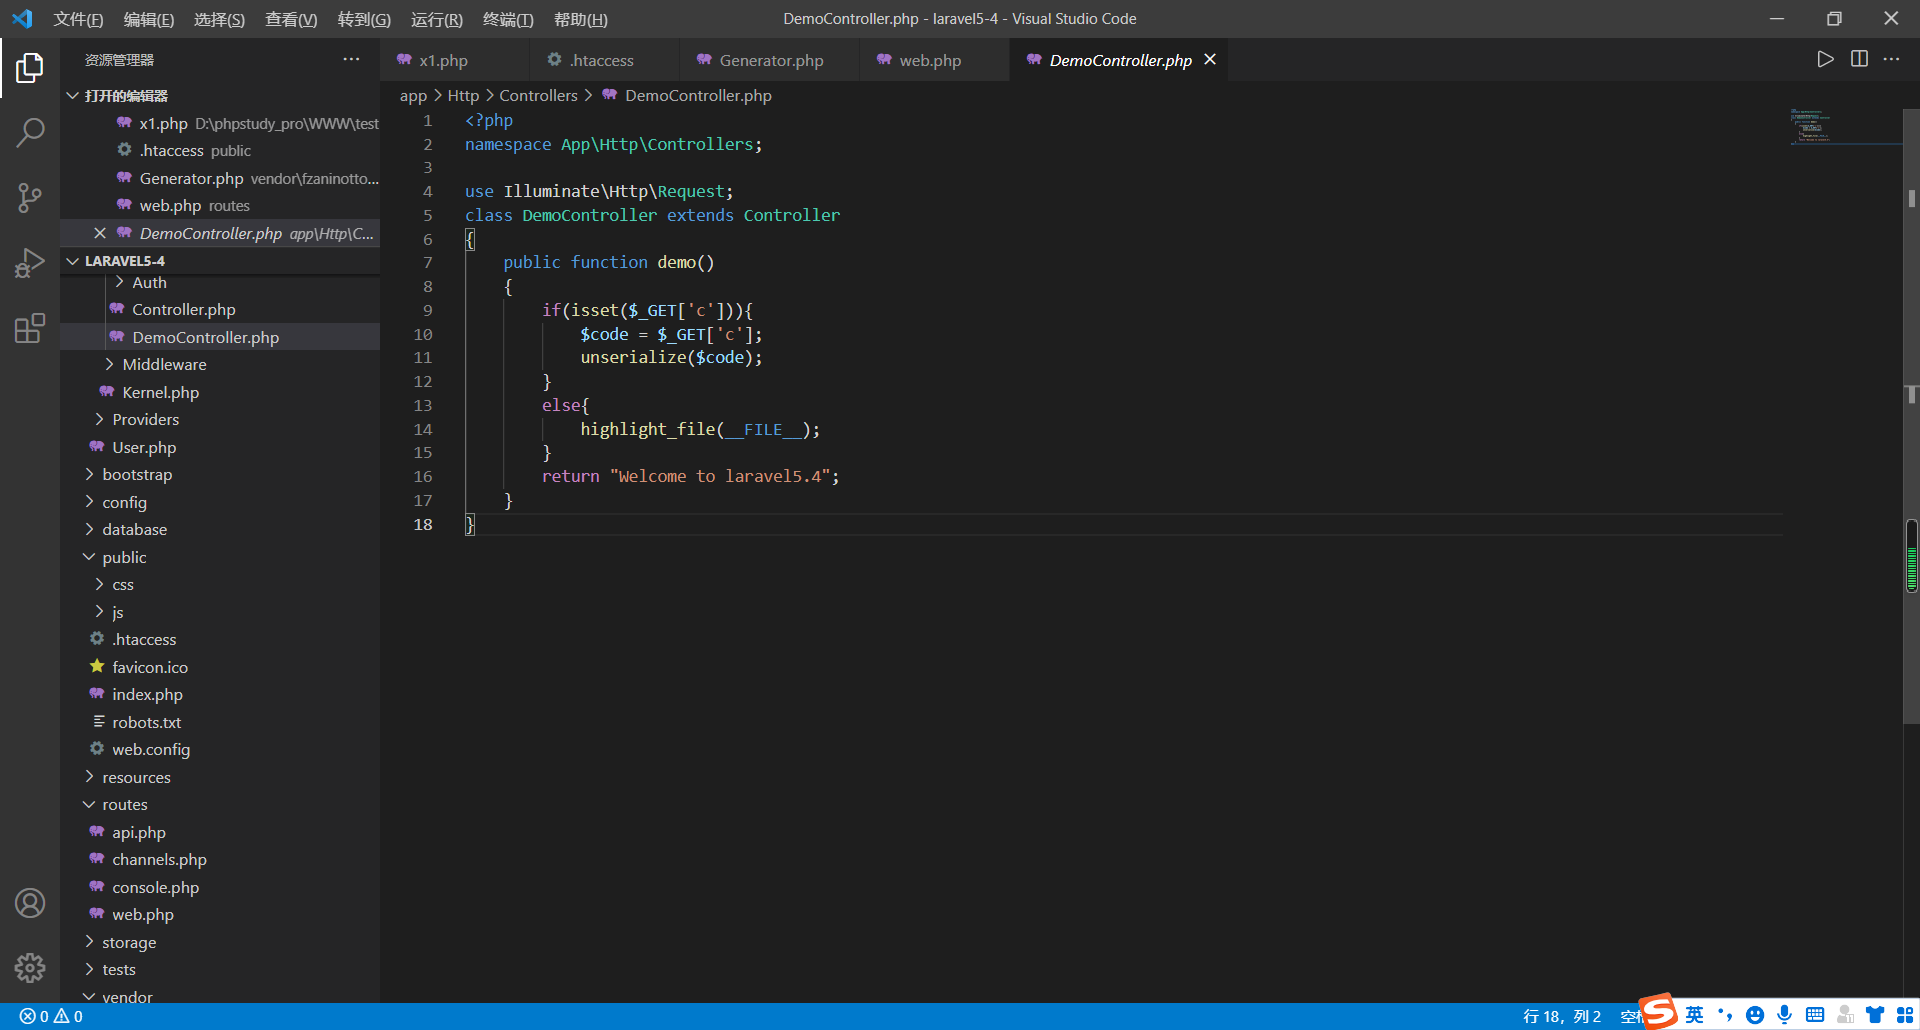 文件(F) 编辑(E) 选择(S) 查看(V) 转到(G) 运行(R) 终端(T) 帮助(H) DemoController.php - laravel5-4 - Visual Studio Code
资源管理器
打开的编辑器
x1.php D:\phpstudy_pro\WWW\test
.htaccess public
Generator.php vendor\fzaninotto...
web.php routes
DemoController.php app\Http\C...
LARAVEL5-4
Auth
Controller.php
DemoController.php
Middleware
Kernel.php
Providers
User.php
bootstrap
config
database
public
css
js
.htaccess
favicon.ico
index.php
robots.txt
web.config
resources
routes
api.php
channels.php
console.php
web.php
storage
tests
vendor
x1.php .htaccess Generator.php web.php DemoController.php
app > Http > Controllers > DemoController.php
1 <?php
2 namespace App\Http\Controllers;
3
4 use Illuminate\Http\Request;
5 class DemoController extends Controller
6 {
7 public function demo()
8 {
9 if(isset($_GET['c'])){
10 $code = $_GET['c'];
11 unserialize($code);
12 }
13 else{
14 highlight_file(__FILE__);
15 }
16 return "Welcome to laravel5.4";
17 }
18 }
0 0 行 18，列 2 英